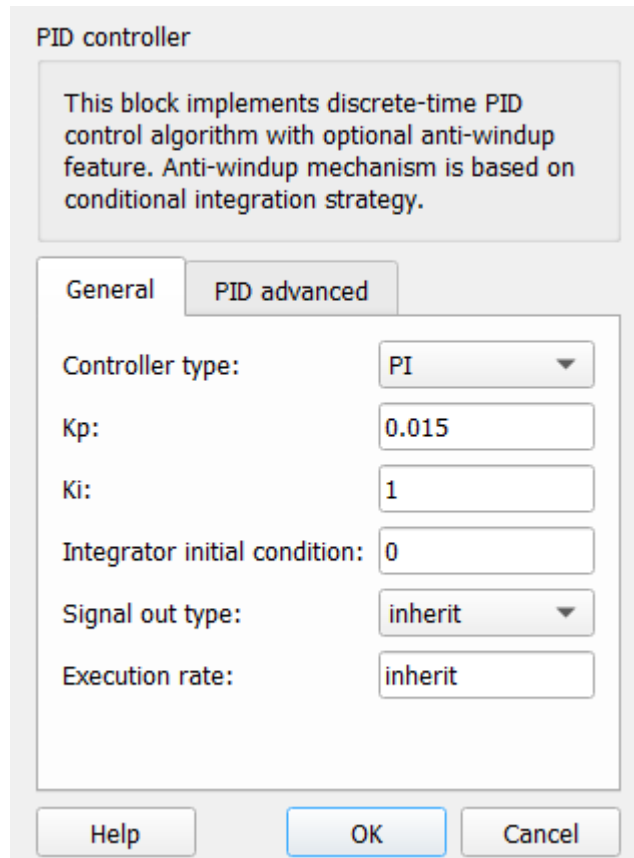 PID controller
This block implements discrete-time PID
control algorithm with optional anti-windup
feature. Anti-windup mechanism is based on
conditional integration strategy.
General PID advanced
Controller type: PI
Kp: 0.015
Ki: 1
Integrator initial condition: 0
Signal out type: inherit
Execution rate: inherit
Help OK Cancel